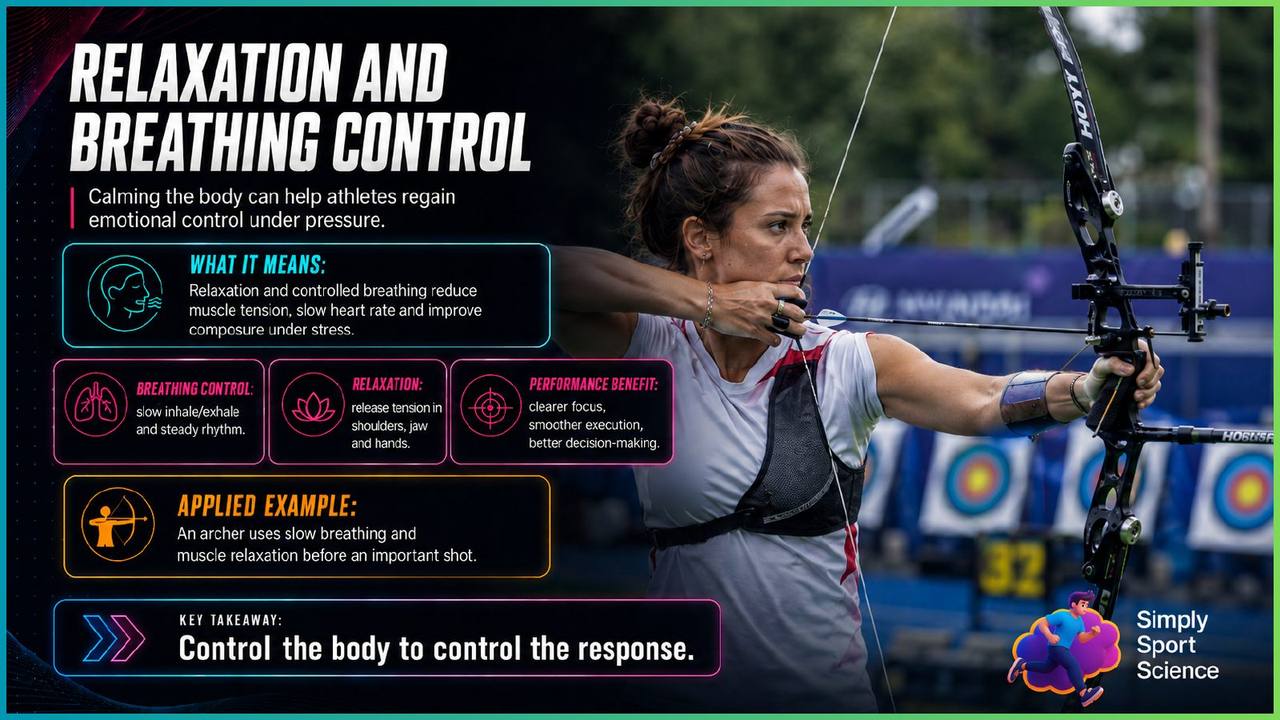 RELAXATION AND
BREATHING CONTROL
Calming the body can help athletes regain
emotional control under pressure.
WHAT IT MEANS:
Relaxation and controlled breathing reduce
muscle tension, slow heart rate and improve
composure under stress.
BREATHING CONTROL:
slow inhale/exhale
and steady rhythm.
RELAXATION:
release tension in
shoulders, jaw
and hands.
PERFORMANCE BENEFIT:
clearer focus,
smoother execution,
better decision-making.
APPLIED EXAMPLE:
An archer uses slow breathing and
muscle relaxation before an important shot.
KEY TAKEAWAY:
Control the body to control the response.
32
Simply
Sport
Science